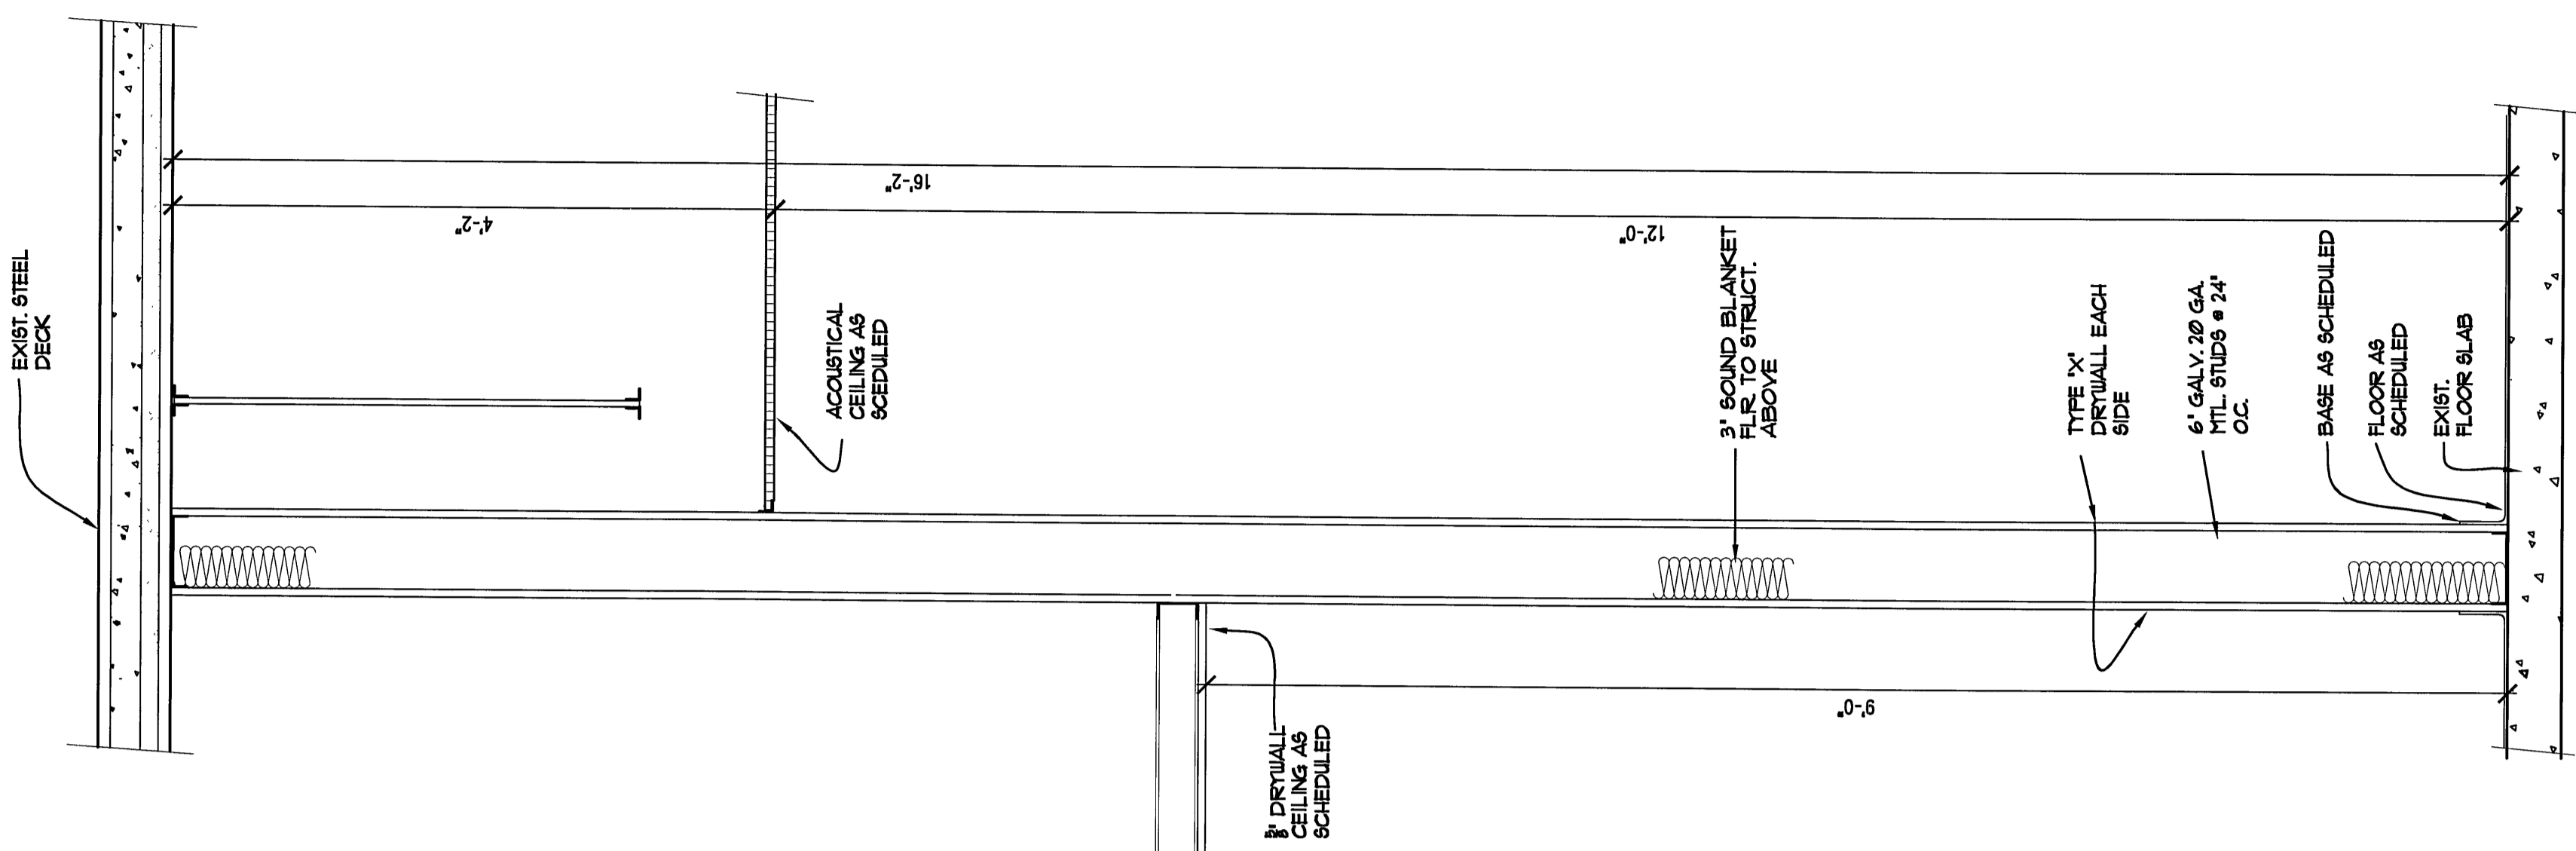 EXIST. STEEL
DECK
16'-2"
4'-2"
12'-0"
ACOUSTICAL
CEILING AS
SCEDULED
3" SOUND BLANKET
FLR TO STRUCT.
ABOVE
TYPE 'X'
DRYWALL EACH
SIDE
6" GALV. 20 GA.
MTL. STUDS @ 24"
O.C.
BASE AS SCHEDULED
FLOOR AS
SCHEDULED
EXIST.
FLOOR SLAB
9'-0"
5/8" DRYWALL
CEILING AS
SCHEDULED